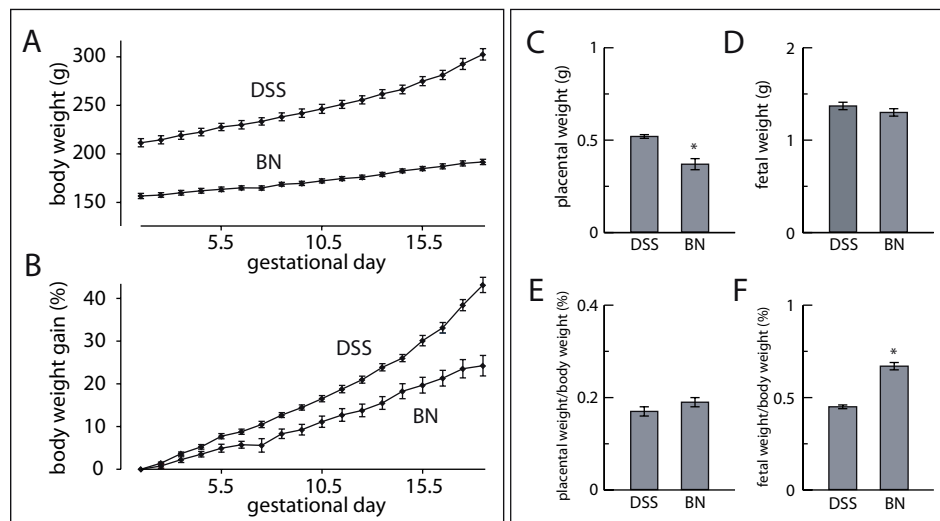 A
body weight (g)
300
250
200
150
DSS
BN
5.5 10.5 15.5
gestational day
B
body weight gain (%)
40
30
20
10
0
DSS
BN
5.5 10.5 15.5
gestational day
C
placental weight (g)
1
0.5
0
*
DSS BN
D
fetal weight (g)
2
1
0
DSS BN
E
placental weight/body weight (%)
0.4
0.2
0
DSS BN
F
fetal weight/body weight (%)
1
0.5
0
*
DSS BN